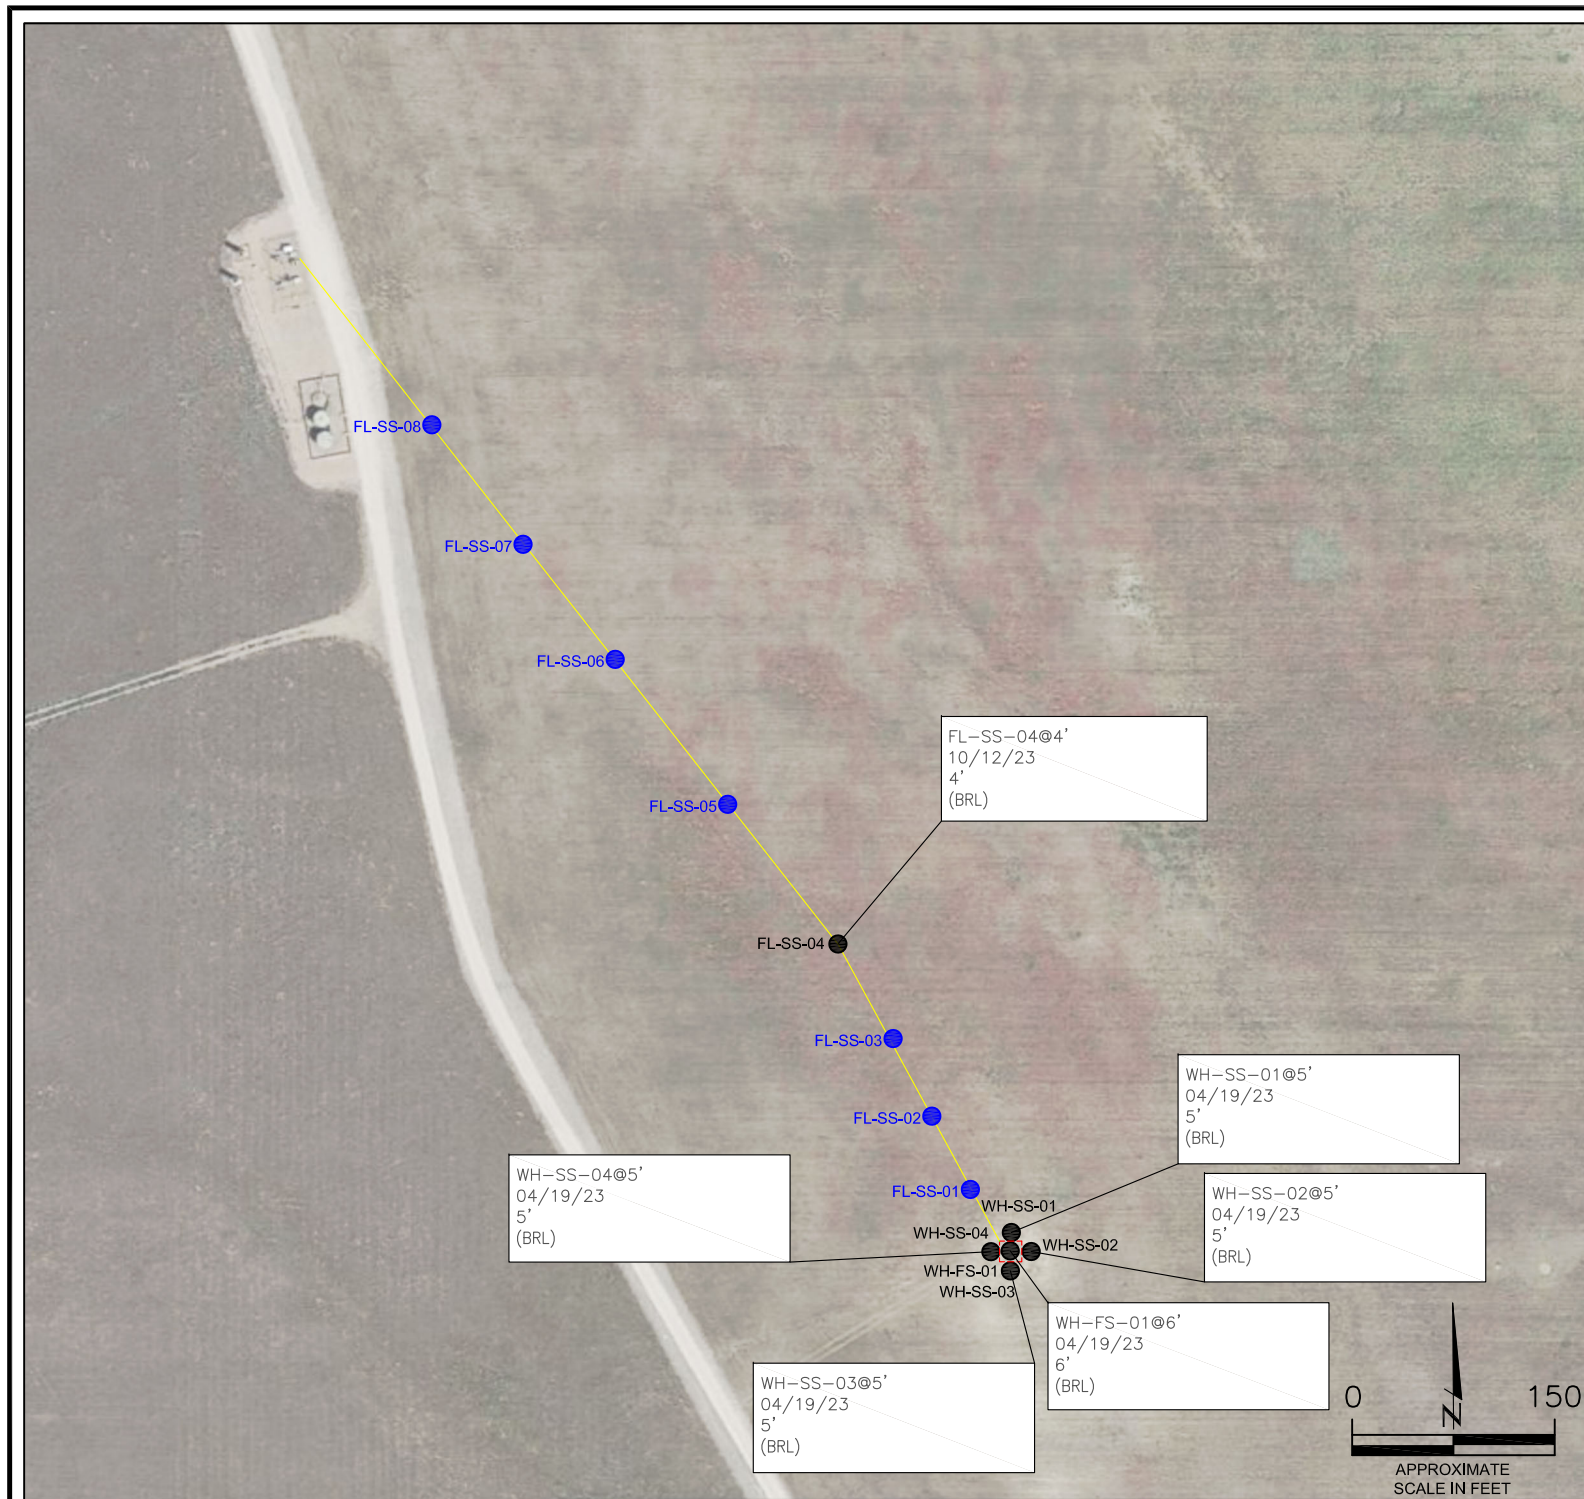 FL-SS-08
FL-SS-07
FL-SS-06
FL-SS-04@4'
10/12/23
4'
(BRL)
FL-SS-05
FL-SS-04
FL-SS-03
WH-SS-01@5'
04/19/23
5'
(BRL)
FL-SS-02
WH-SS-04@5'
04/19/23
5'
(BRL)
FL-SS-01
WH-SS-01
WH-SS-02@5'
04/19/23
5'
(BRL)
WH-SS-04
WH-SS-02
WH-FS-01
WH-SS-03
WH-FS-01@6'
04/19/23
6'
(BRL)
WH-SS-03@5'
04/19/23
5'
(BRL)
N
0 150
APPROXIMATE
SCALE IN FEET